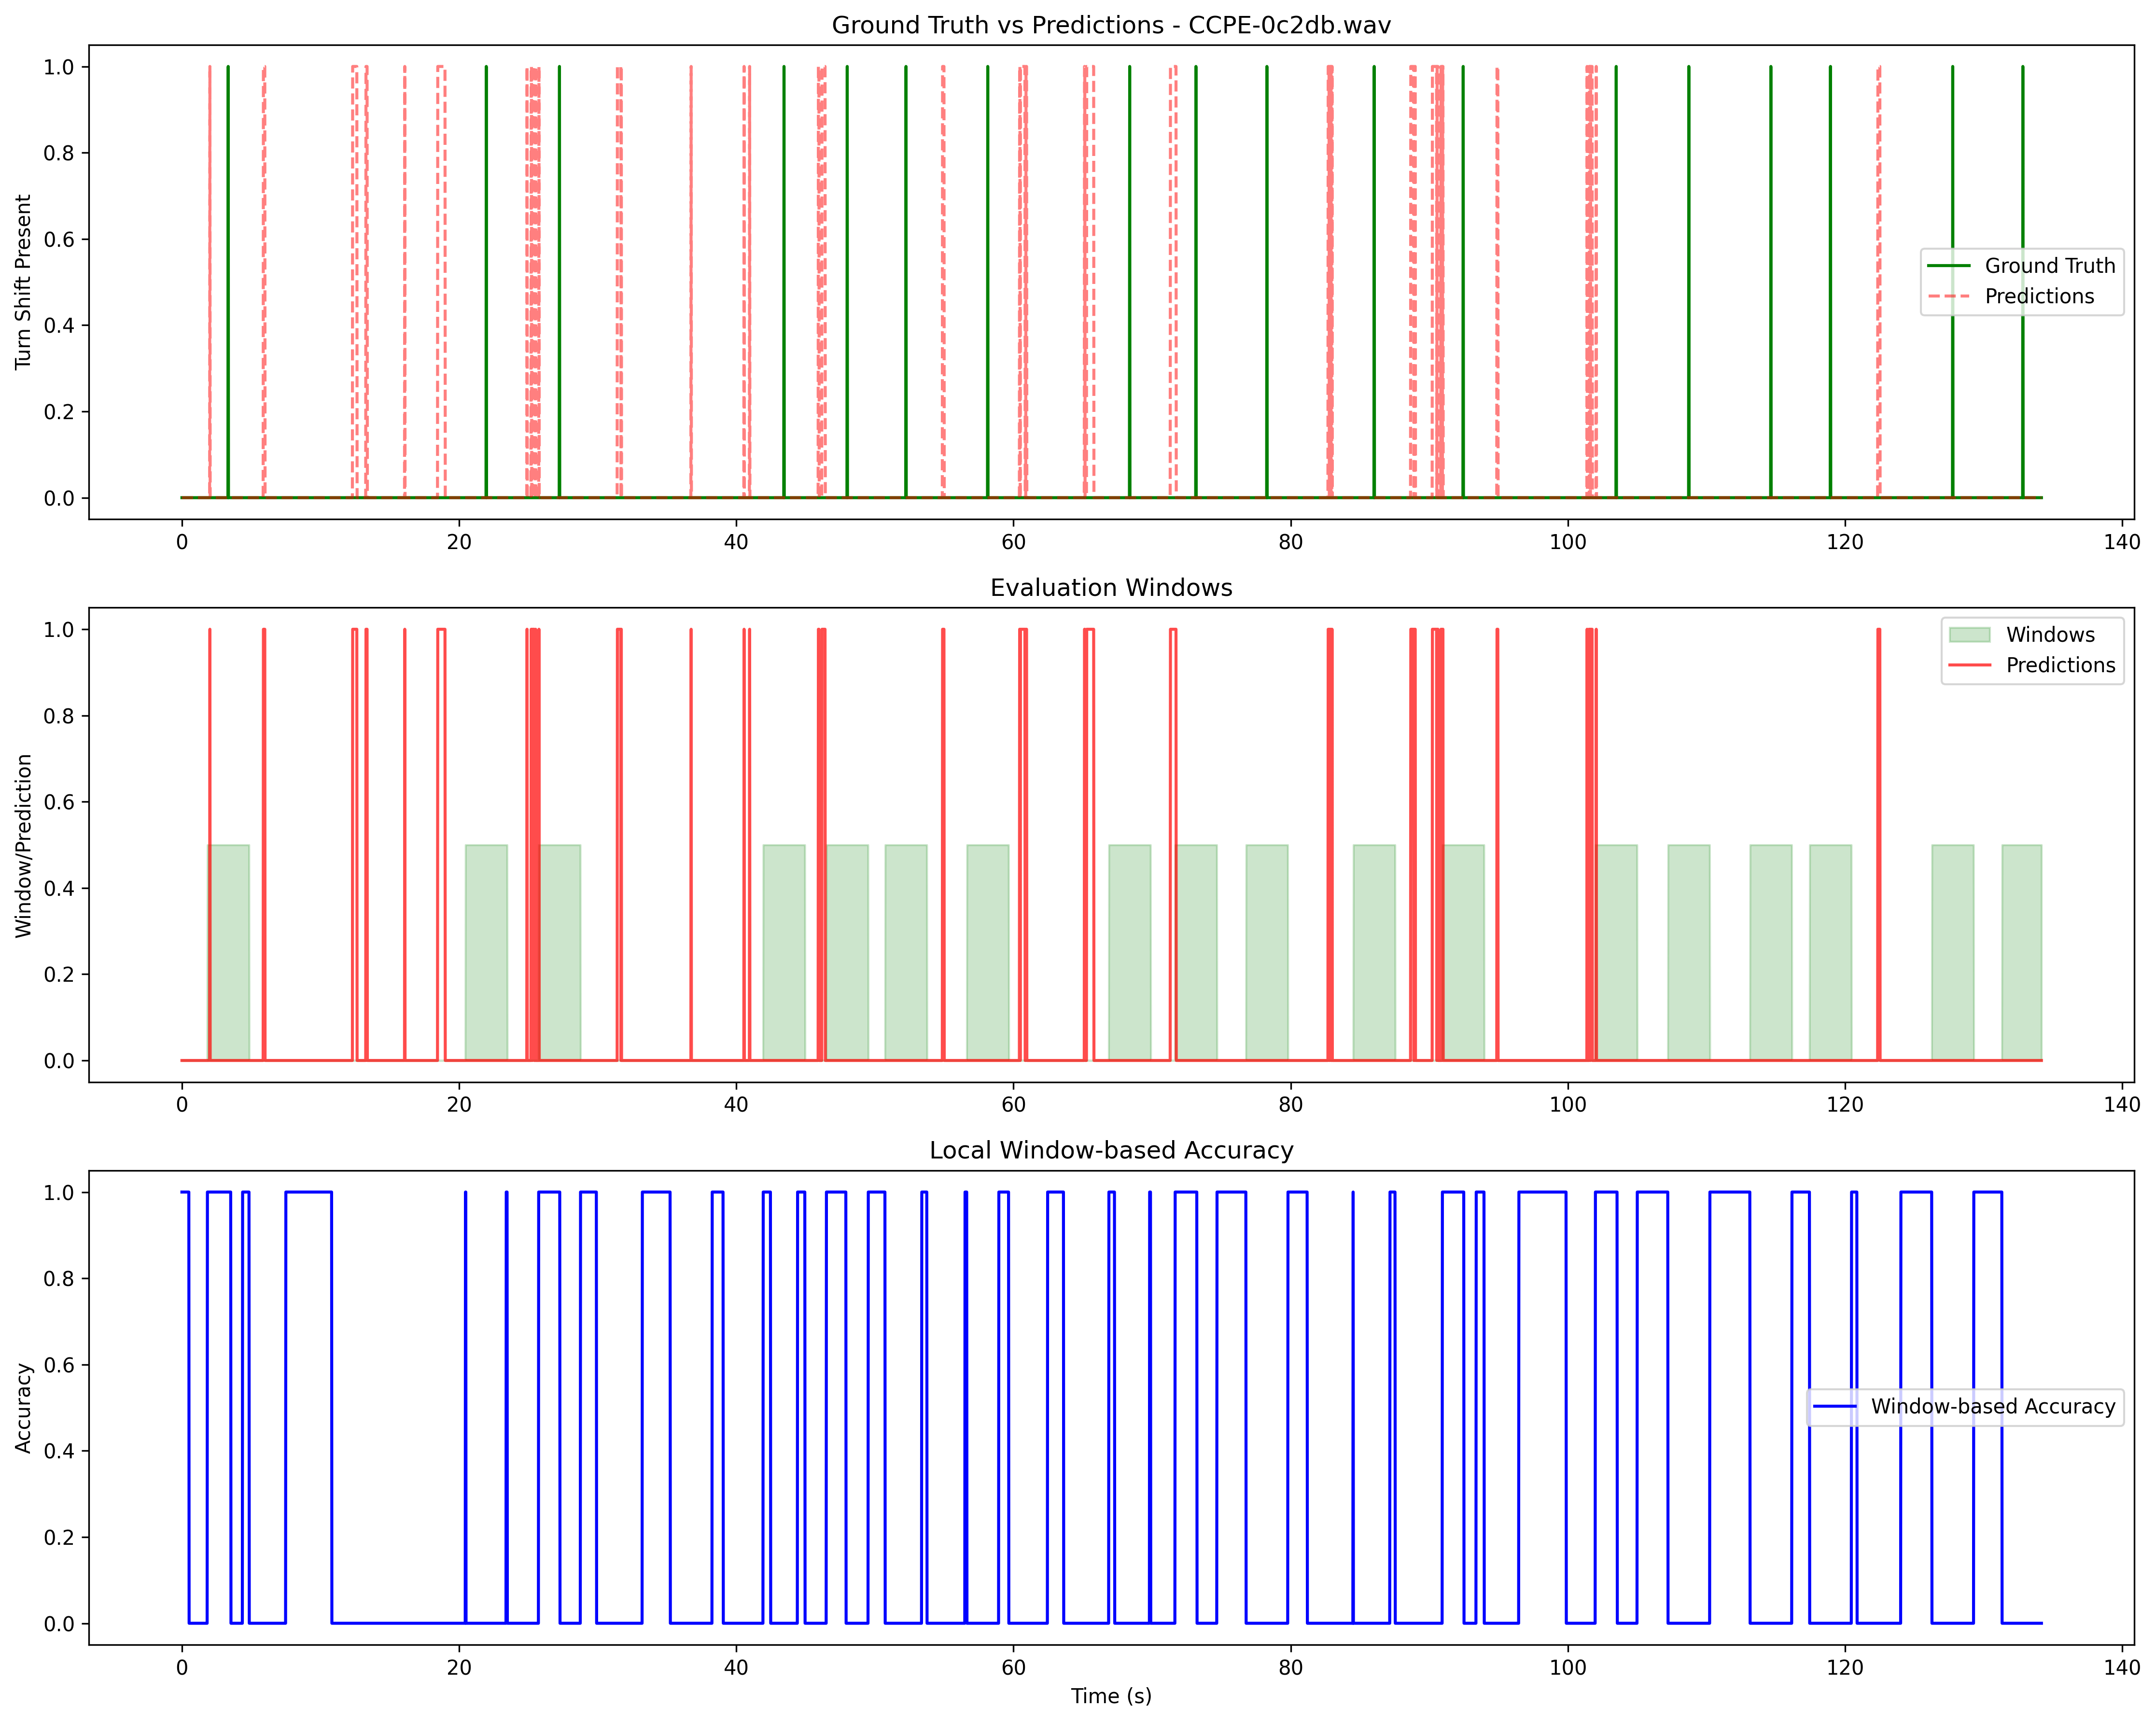 Ground Truth vs Predictions - CCPE-0c2db.wav
Turn Shift Present
1.0
0.8
0.6
0.4
0.2
0.0
Ground Truth
Predictions
0 20 40 60 80 100 120 140
Evaluation Windows
Window/Prediction
1.0
0.8
0.6
0.4
0.2
0.0
Windows
Predictions
0 20 40 60 80 100 120 140
Local Window-based Accuracy
Accuracy
1.0
0.8
0.6
0.4
0.2
0.0
Window-based Accuracy
0 20 40 60 80 100 120 140
Time (s)